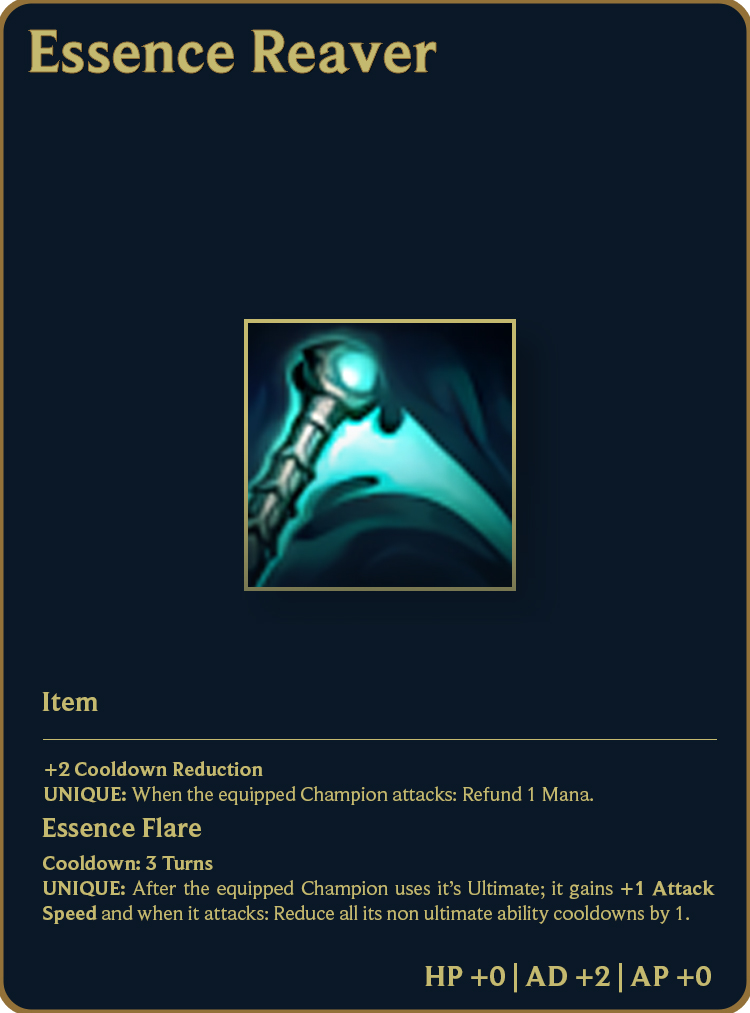 Essence Reaver
Item
+2 Cooldown Reduction
UNIQUE: When the equipped Champion attacks: Refund 1 Mana.
Essence Flare
Cooldown: 3 Turns
UNIQUE: After the equipped Champion uses it's Ultimate; it gains +1 Attack
Speed and when it attacks: Reduce all its non ultimate ability cooldowns by 1.
HP +0 | AD +2 | AP +0